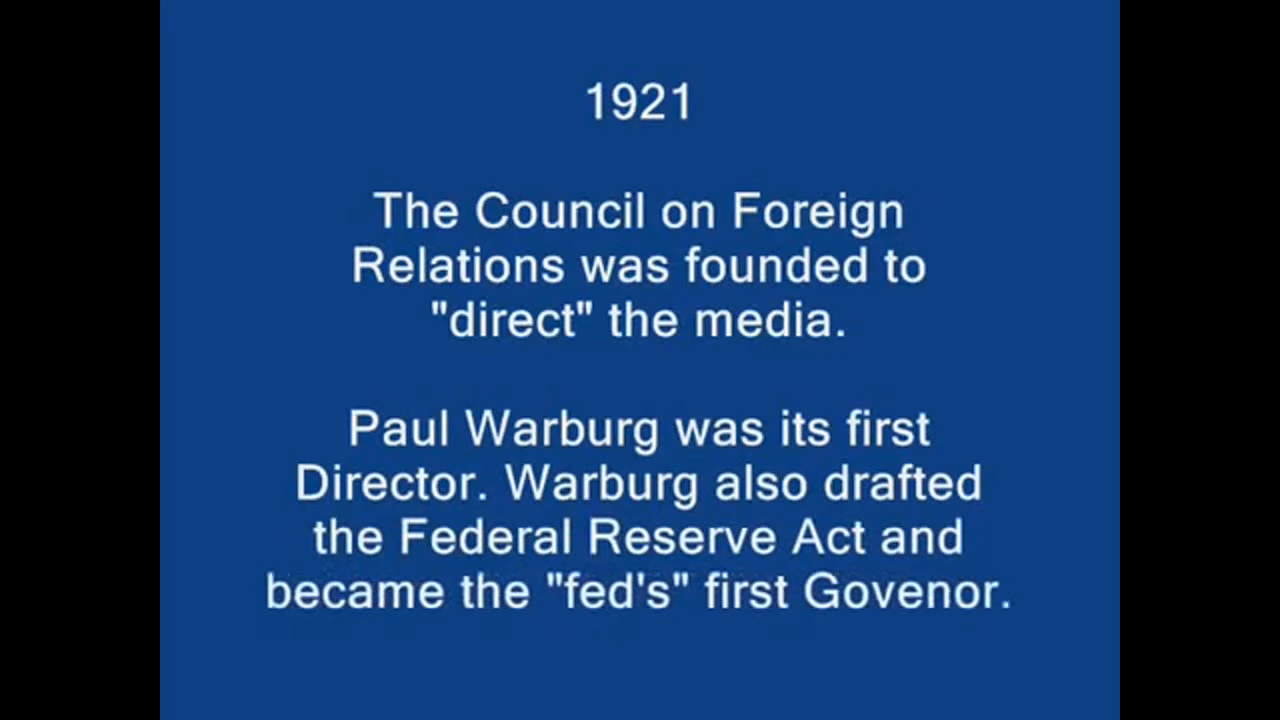 1921
The Council on Foreign
Relations was founded to
"direct" the media.
Paul Warburg was its first
Director. Warburg also drafted
the Federal Reserve Act and
became the "fed's" first Govenor.